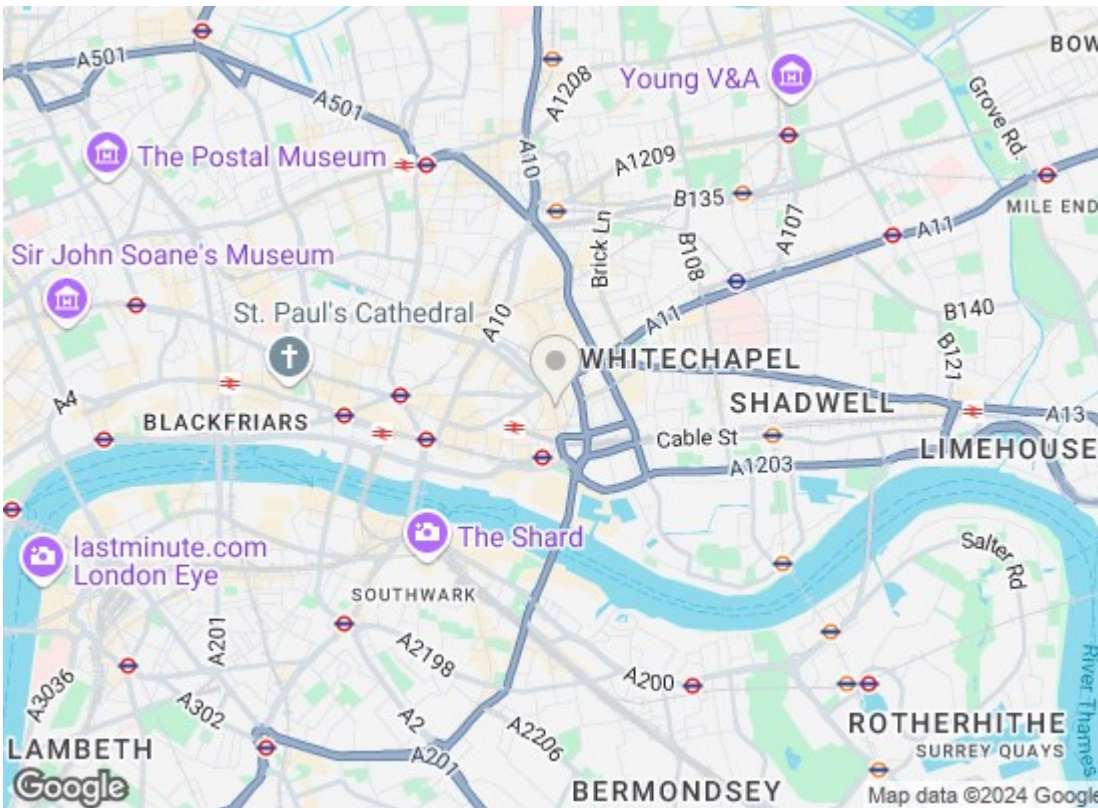 A501
A501
A10
A1208
Young V&A
BOW
Grove Rd.
The Postal Museum
A1209
B135
MILE END
Sir John Soane's Museum
Brick Ln
B108
A107
A11
St. Paul's Cathedral
A10
A11
B140
B121
WHITECHAPEL
A4
BLACKFRIARS
SHADWELL
A13
Cable St
LIMEHOUSE
A1203
lastminute.com
London Eye
The Shard
Salter Rd
SOUTHWARK
A201
A2198
A200
River Thames
A3036
A302
A2
A2206
ROTHERHITHE
SURREY QUAYS
LAMBETH
A201
BERMONDSEY
Google
Map data ©2024 Google